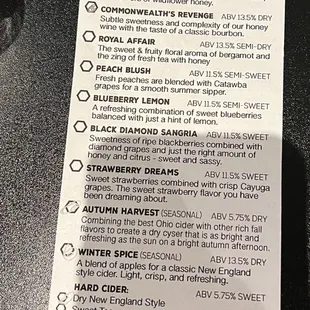 of wildflower honey.
COMMONWEALTH'S REVENGE ABV 13.5% DRY
Subtle sweetness and complexity of our honey
wine with the taste of a classic bourbon.
ROYAL AFFAIR ABV 13.5% SEMI-DRY
The sweet & fruity floral aroma of bergamot and
the zing of fresh tea with honey
PEACH BLUSH ABV 11.5% SEMI-SWEET
Fresh peaches are blended with Catawba
grapes for a smooth summer sipper.
BLUEBERRY LEMON ABV 11.5% SEMI-SWEET
A refreshing combination of sweet blueberries
balanced with just a hint of lemon.
BLACK DIAMOND SANGRIA ABV 11.5% SWEET
Sweetness of ripe blackberries combined with
diamond grapes and just the right amount of
honey and citrus - sweet and sassy.
STRAWBERRY DREAMS ABV 11.5% SWEET
Sweet strawberries combined with crisp Cayuga
grapes. The sweet strawberry flavor you have
been dreaming about.
AUTUMN HARVEST (SEASONAL) ABV 5.75% DRY
Combining the best Ohio cider with other rich fall
flavors to create a dry cyser that is as bright and
refreshing as the sun on a bright autumn afternoon.
WINTER SPICE (SEASONAL) ABV 13.5% DRY
A blend of apples for a classic New England
style cider. Light, crisp, and refreshing.
HARD CIDER: ABV 5.75% SWEET
Dry New England Style
Sweet